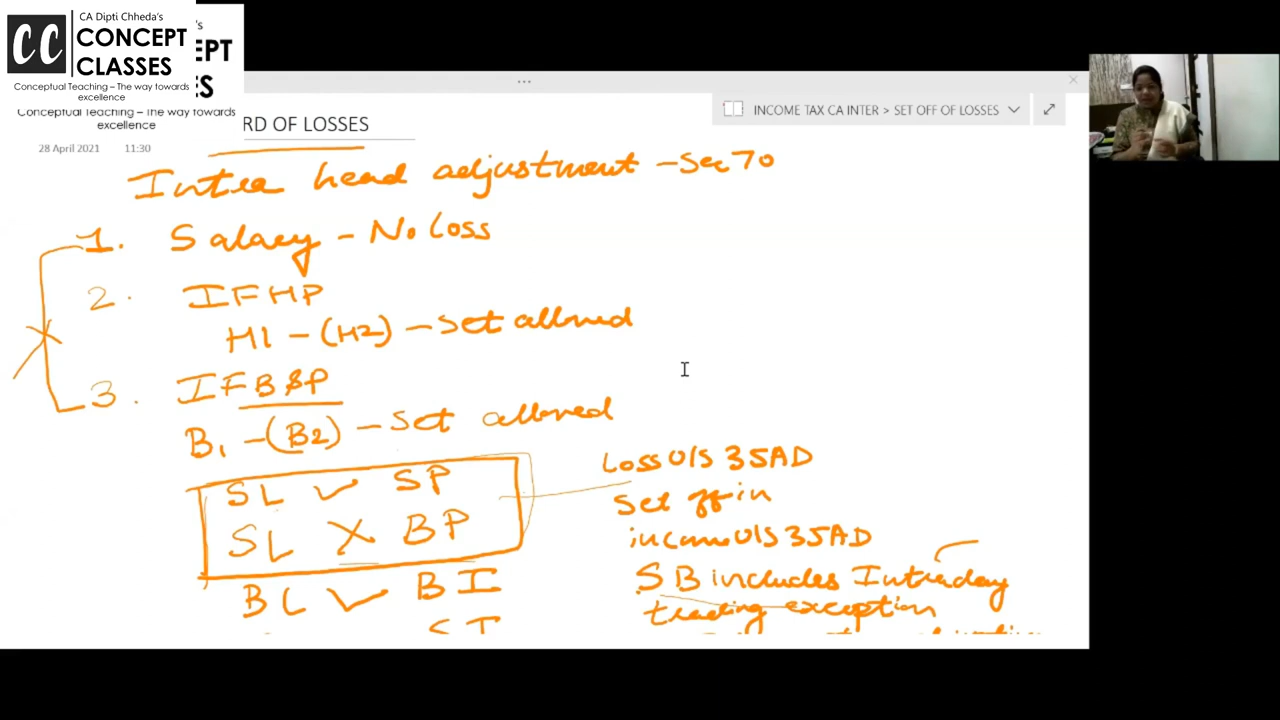 CA Dipti Chheda's
CONCEPT
CLASSES
Conceptual Teaching – The way towards
excellence
's
EPT
ES
Conceptual Teaching – The way towards
excellence
RD OF LOSSES
INCOME TAX CA INTER > SET OFF OF LOSSES
28 April 2021 11:30
Intra head adjustment - Sec 70
1. Salary - No loss
2. IFHP
H1 - (H2) - Set allowed
3. IFB&P
B1 - (B2) - Set allowed
SL ✓ SP
SL X BP
BL ✓ BI
Loss U/S 35AD
Set off in
income U/S 35AD
SB includes Intraday
trading exception